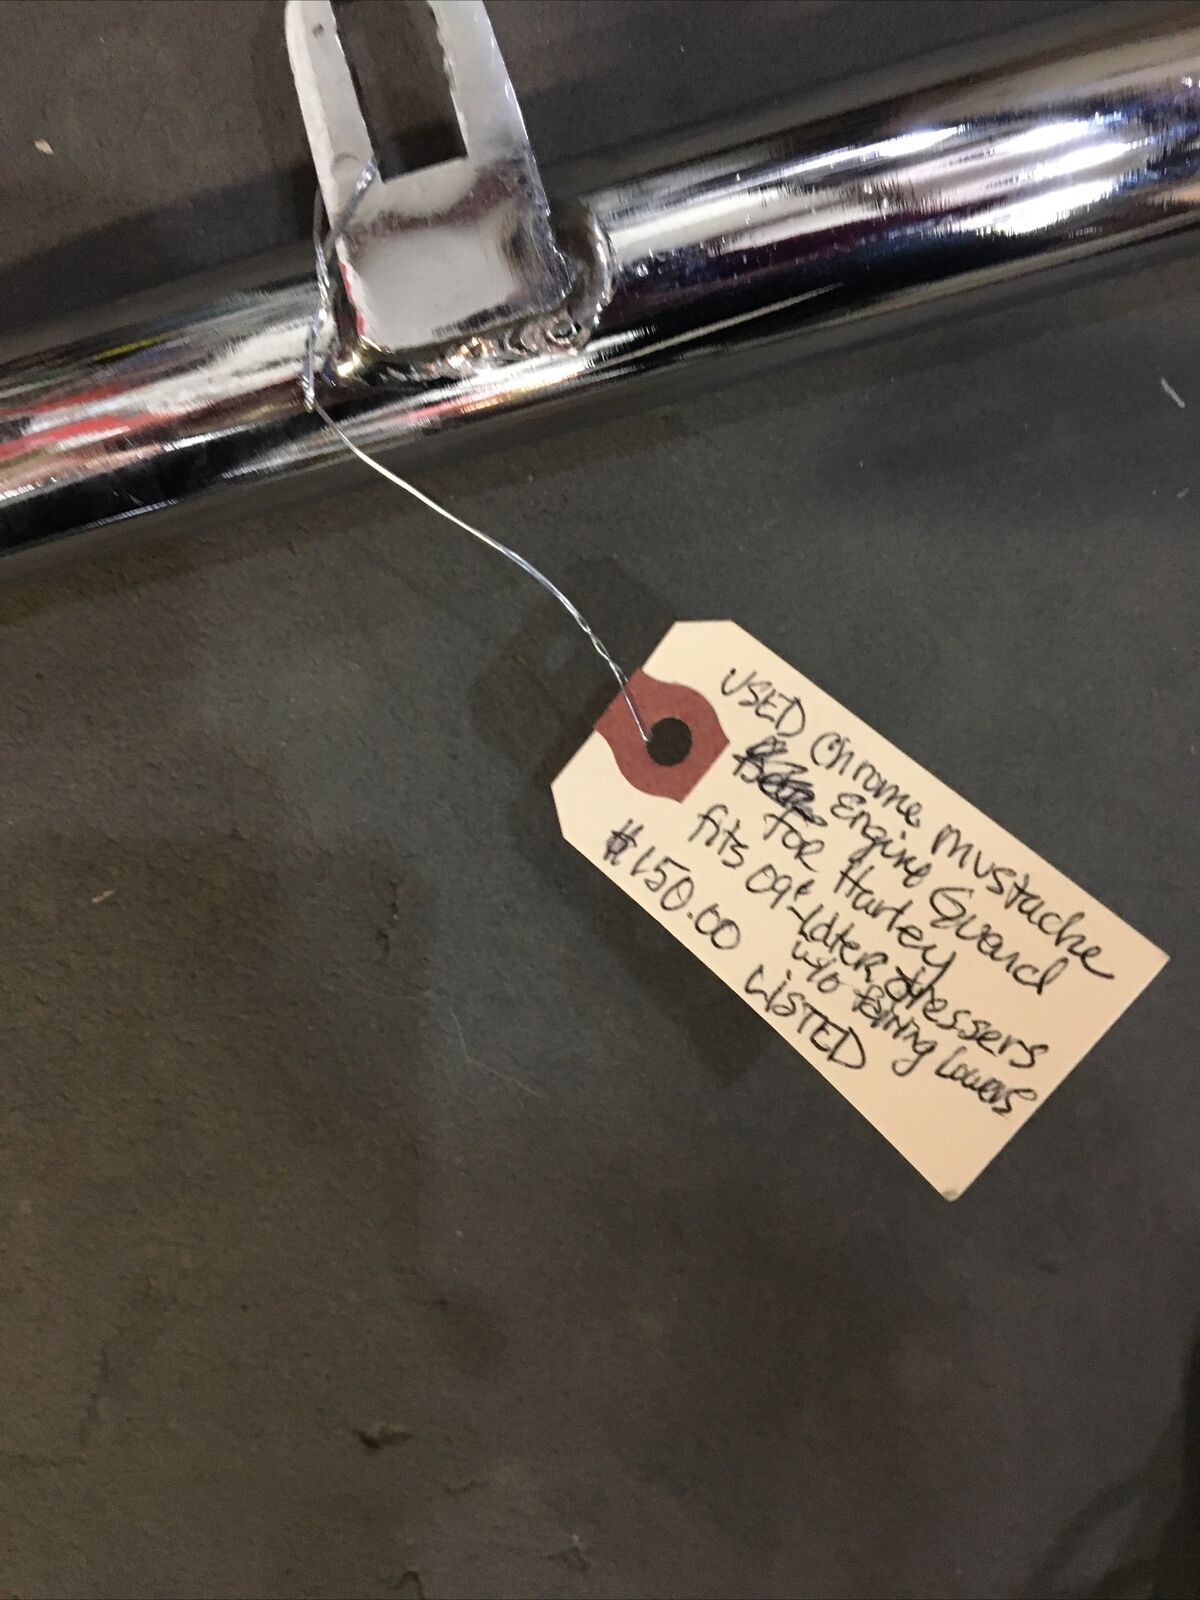 USED Chrome Mustache
Engine Guard
FOR Harley
fits 09'-later dressers
w/o fairing lowers
$150.00 LISTED